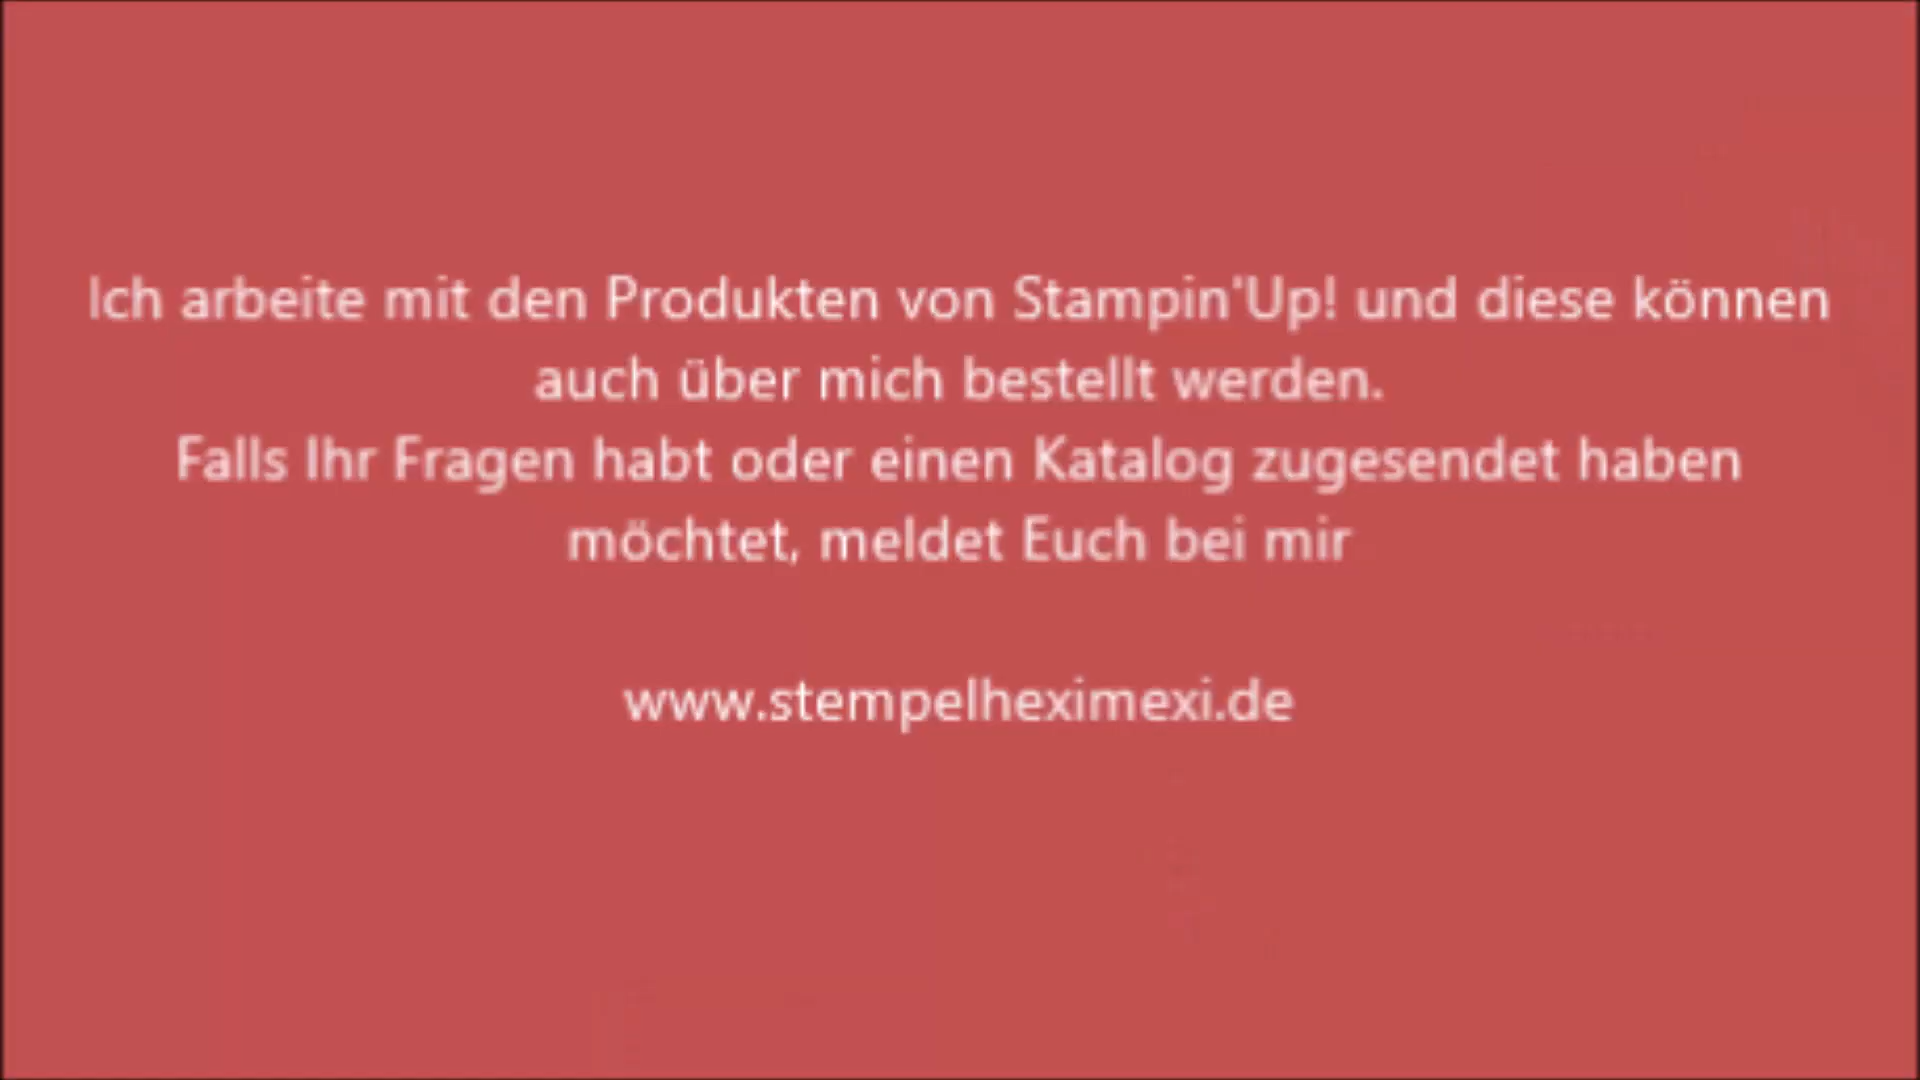 Ich arbeite mit den Produkten von Stampin'Up! und diese können
auch über mich bestellt werden.
Falls Ihr Fragen habt oder einen Katalog zugesendet haben
möchtet, meldet Euch bei mir
www.stempelheximexi.de